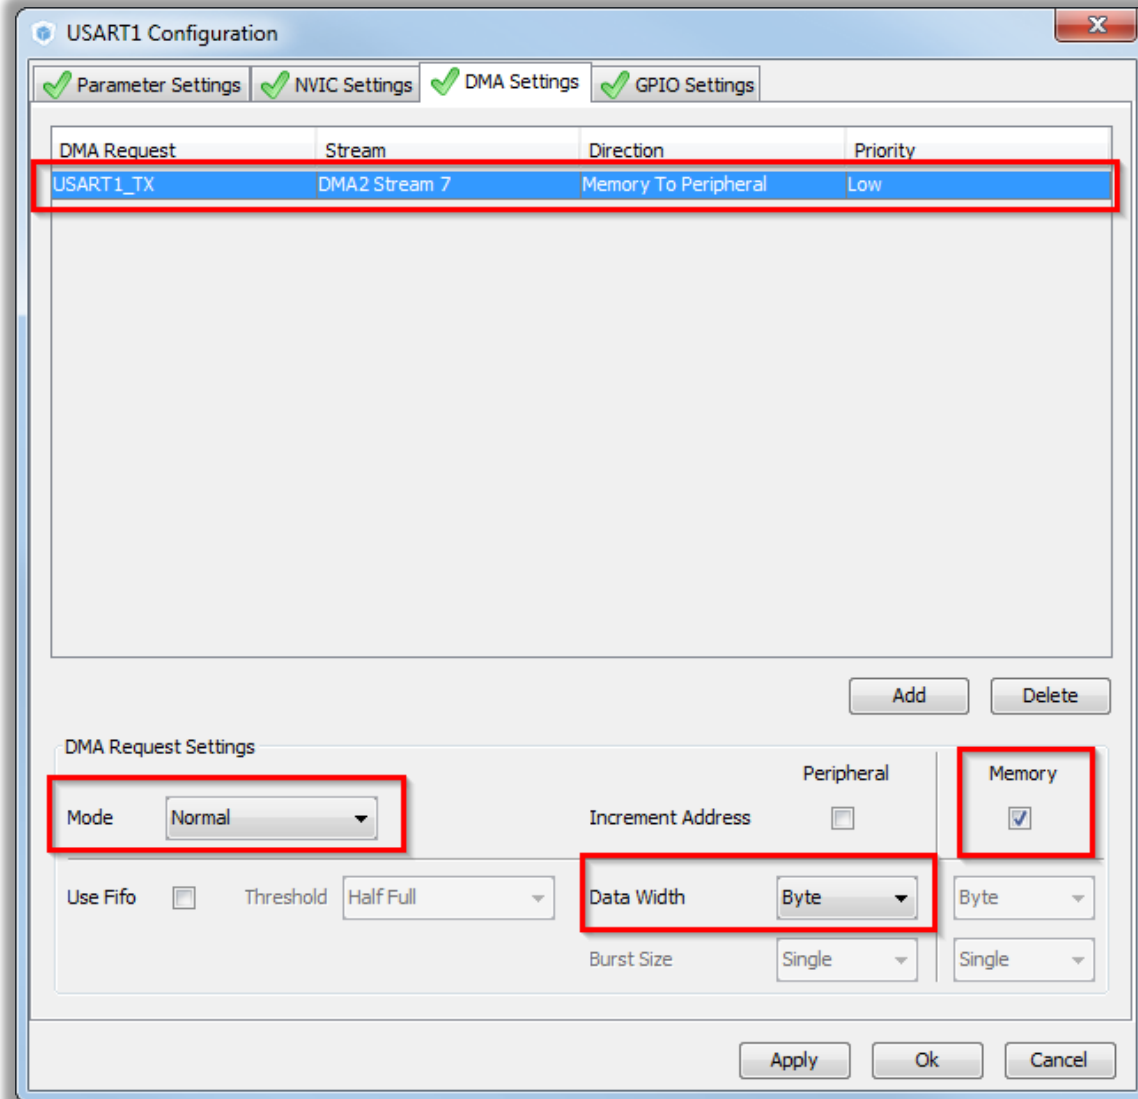 USART1 Configuration
Parameter Settings NVIC Settings DMA Settings GPIO Settings
DMA Request Stream Direction Priority
USART1_TX DMA2 Stream 7 Memory To Peripheral Low
Add Delete
DMA Request Settings
Peripheral Memory
Mode Normal Increment Address
Use Fifo Threshold Half Full Data Width Byte Byte
Burst Size Single Single
Apply Ok Cancel